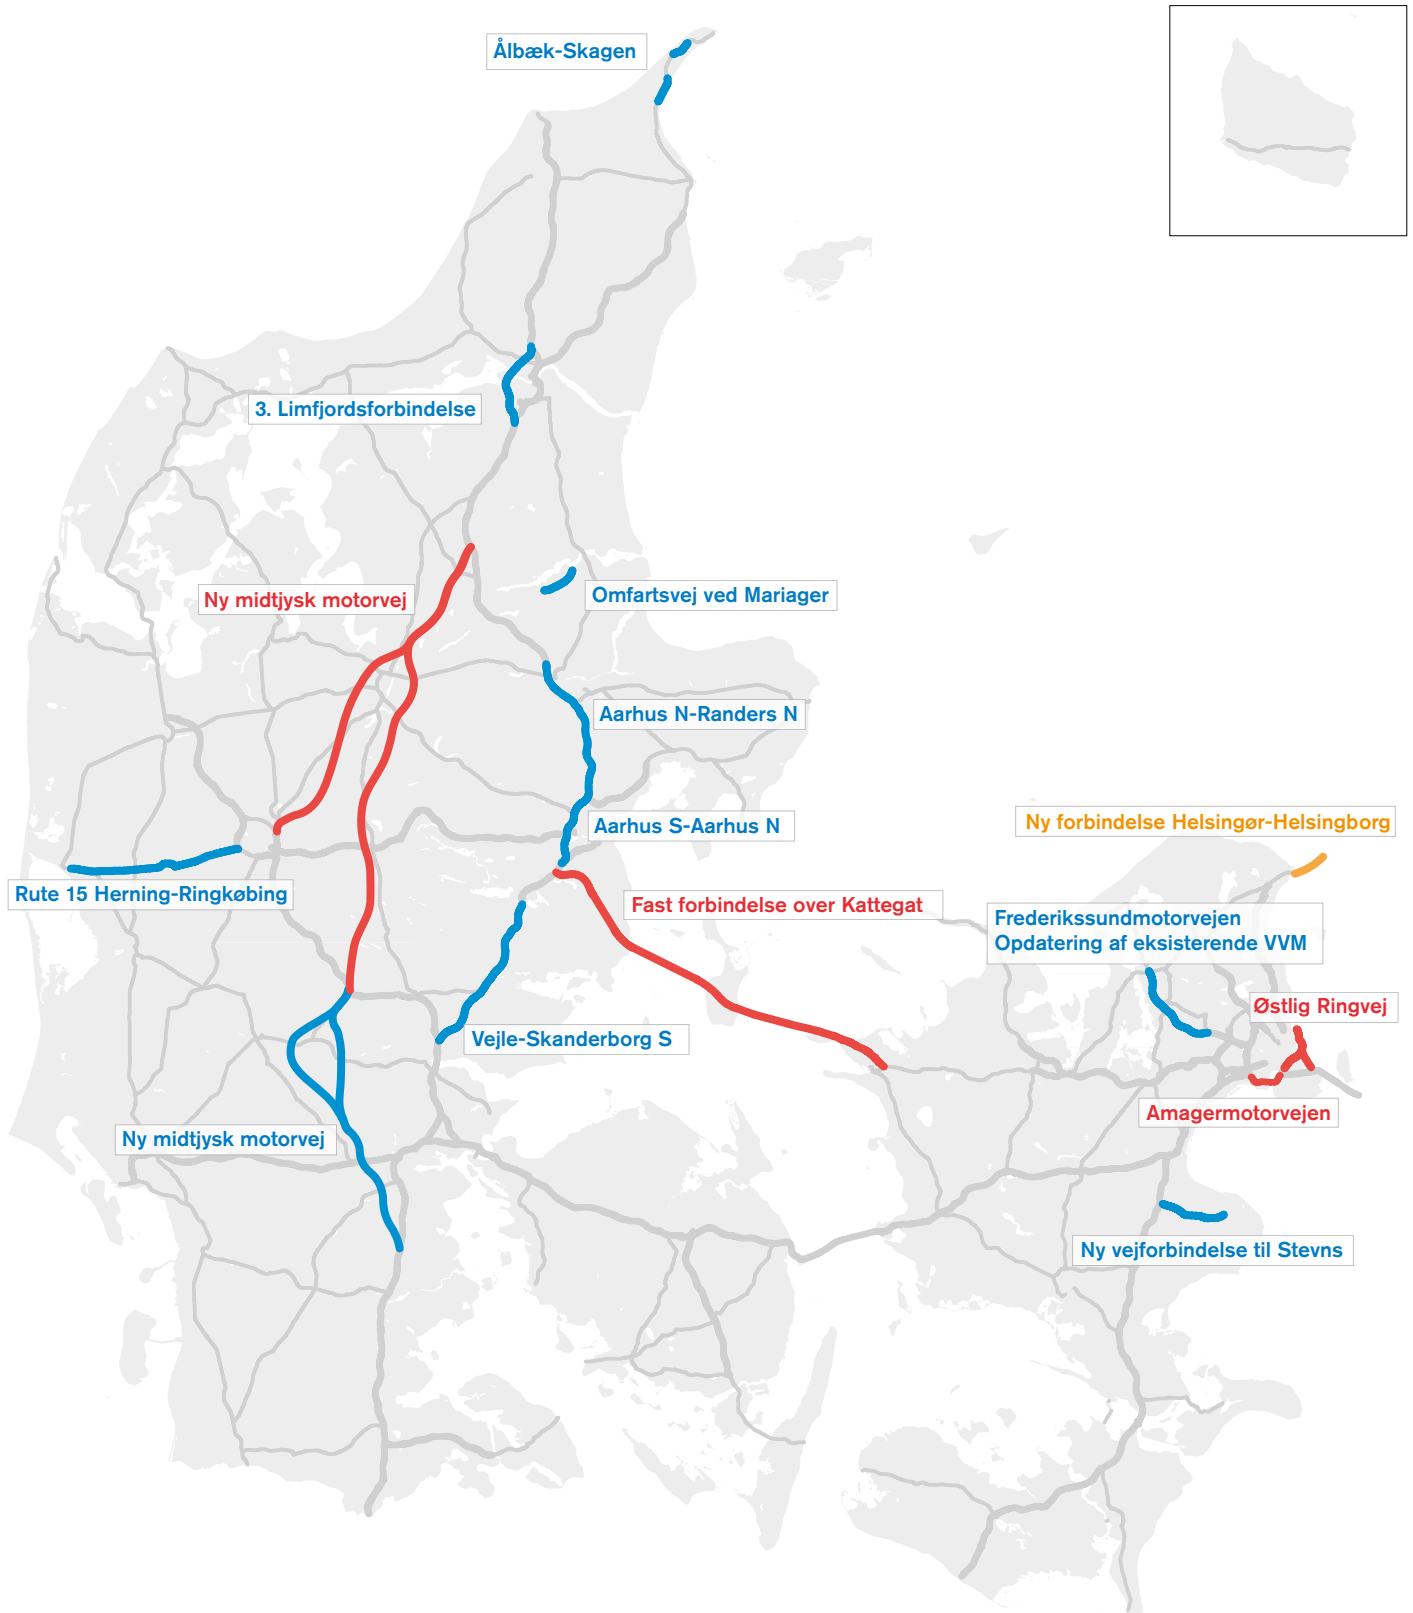 Ålbæk-Skagen
3. Limfjordsforbindelse
Ny midtjysk motorvej
Omfartsvej ved Mariager
Aarhus N-Randers N
Aarhus S-Aarhus N
Ny forbindelse Helsingør-Helsingborg
Rute 15 Herning-Ringkøbing
Fast forbindelse over Kattegat
Frederikssundmotorvejen
Opdatering af eksisterende VVM
Østlig Ringvej
Vejle-Skanderborg S
Amagermotorvejen
Ny midtjysk motorvej
Ny vejforbindelse til Stevns